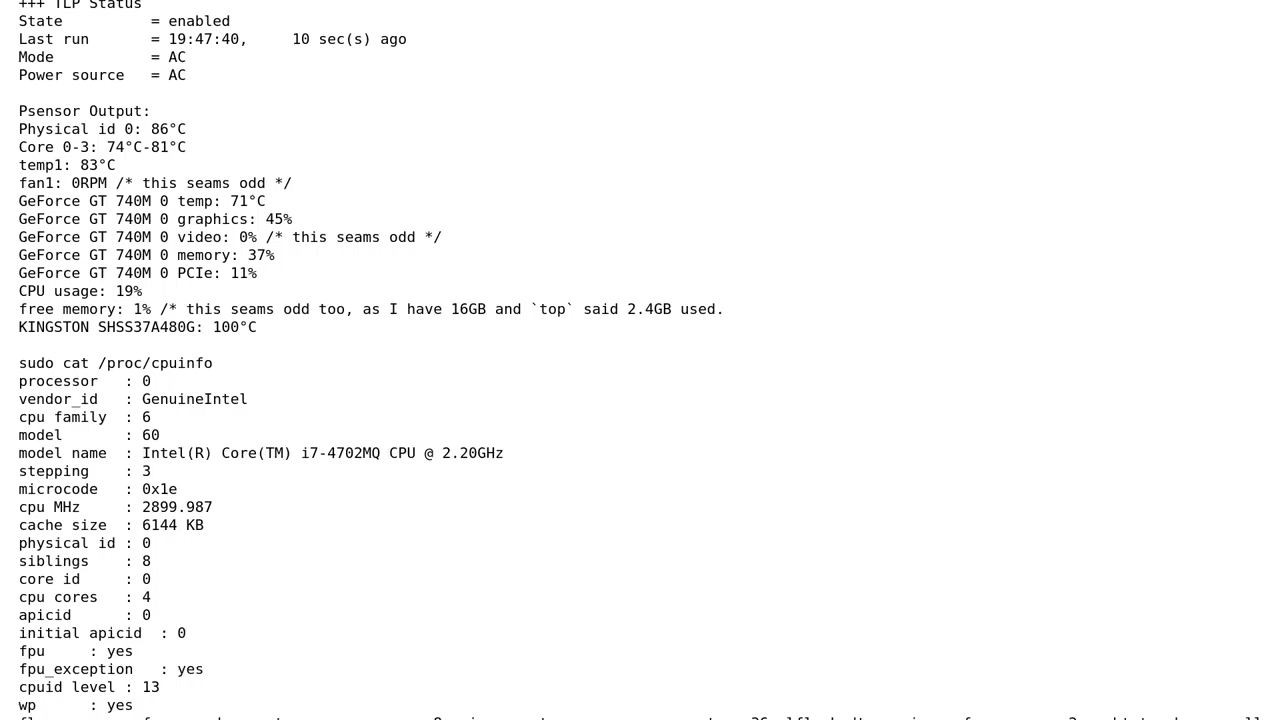 +++ TLP Status
State          = enabled
Last run       = 19:47:40,     10 sec(s) ago
Mode           = AC
Power source   = AC

Psensor Output:
Physical id 0: 86°C
Core 0-3: 74°C-81°C
temp1: 83°C
fan1: 0RPM /* this seams odd */
GeForce GT 740M 0 temp: 71°C
GeForce GT 740M 0 graphics: 45%
GeForce GT 740M 0 video: 0% /* this seams odd */
GeForce GT 740M 0 memory: 37%
GeForce GT 740M 0 PCIe: 11%
CPU usage: 19%
free memory: 1% /* this seams odd too, as I have 16GB and `top` said 2.4GB used.
KINGSTON SHSS37A480G: 100°C

sudo cat /proc/cpuinfo
processor   : 0
vendor_id   : GenuineIntel
cpu family  : 6
model       : 60
model name  : Intel(R) Core(TM) i7-4702MQ CPU @ 2.20GHz
stepping    : 3
microcode   : 0x1e
cpu MHz     : 2899.987
cache size  : 6144 KB
physical id : 0
siblings    : 8
core id     : 0
cpu cores   : 4
apicid      : 0
initial apicid  : 0
fpu     : yes
fpu_exception   : yes
cpuid level : 13
wp      : yes